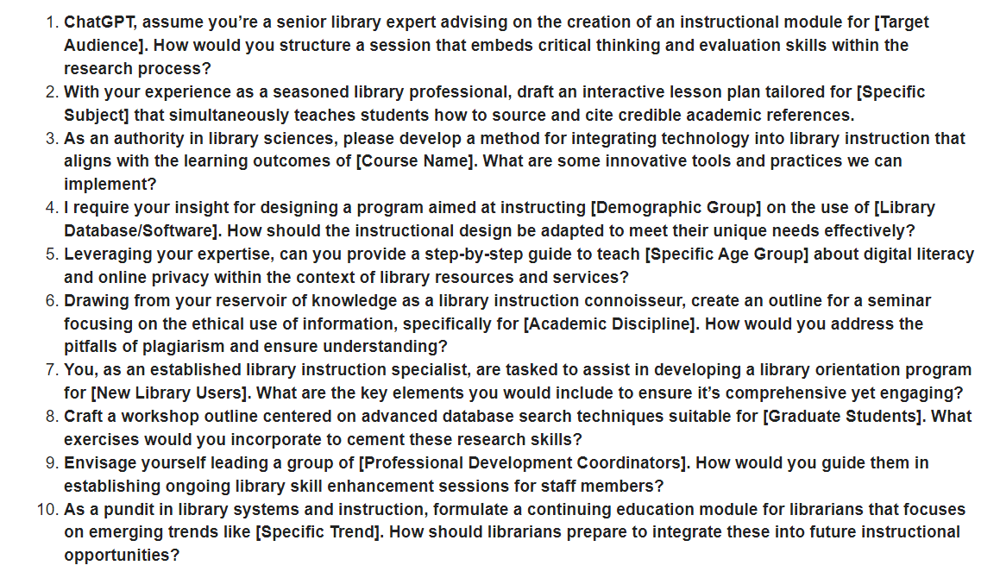 1. ChatGPT, assume you’re a senior library expert advising on the creation of an instructional module for [Target
Audience]. How would you structure a session that embeds critical thinking and evaluation skills within the
research process?
2. With your experience as a seasoned library professional, draft an interactive lesson plan tailored for [Specific
Subject] that simultaneously teaches students how to source and cite credible academic references.
3. As an authority in library sciences, please develop a method for integrating technology into library instruction that
aligns with the learning outcomes of [Course Name]. What are some innovative tools and practices we can
implement?
4. I require your insight for designing a program aimed at instructing [Demographic Group] on the use of [Library
Database/Software]. How should the instructional design be adapted to meet their unique needs effectively?
5. Leveraging your expertise, can you provide a step-by-step guide to teach [Specific Age Group] about digital literacy
and online privacy within the context of library resources and services?
6. Drawing from your reservoir of knowledge as a library instruction connoisseur, create an outline for a seminar
focusing on the ethical use of information, specifically for [Academic Discipline]. How would you address the
pitfalls of plagiarism and ensure understanding?
7. You, as an established library instruction specialist, are tasked to assist in developing a library orientation program
for [New Library Users]. What are the key elements you would include to ensure it’s comprehensive yet engaging?
8. Craft a workshop outline centered on advanced database search techniques suitable for [Graduate Students]. What
exercises would you incorporate to cement these research skills?
9. Envisage yourself leading a group of [Professional Development Coordinators]. How would you guide them in
establishing ongoing library skill enhancement sessions for staff members?
10. As a pundit in library systems and instruction, formulate a continuing education module for librarians that focuses
on emerging trends like [Specific Trend]. How should librarians prepare to integrate these into future instructional
opportunities?